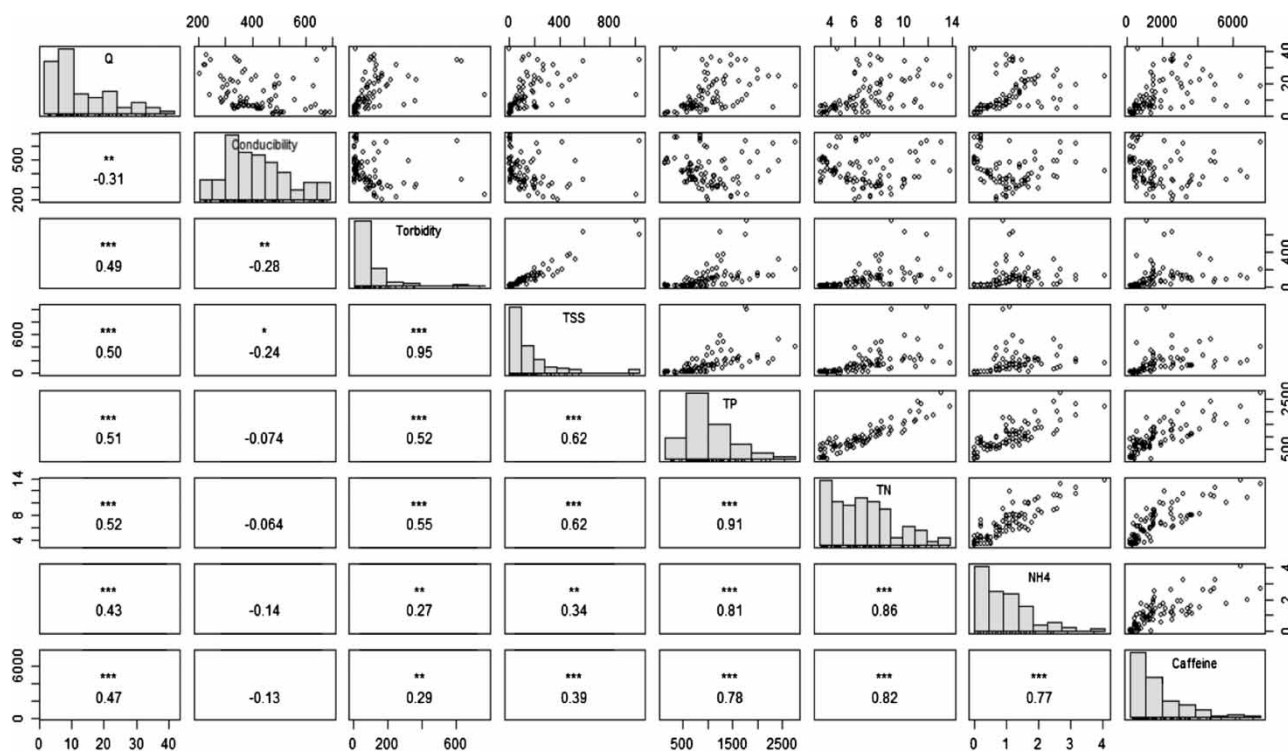 200 400 600
0 400 800
4 6 8 10 12 14
0 2000 6000
Q
0 20 40
200 500
** -0.31
Conducibility
*** 0.49
** -0.28
Torbidity
0 400
0 600
*** 0.50
* -0.24
*** 0.95
TSS
*** 0.51
-0.074
*** 0.52
*** 0.62
TP
500 2500
4 8 14
*** 0.52
-0.064
*** 0.55
*** 0.62
*** 0.91
TN
*** 0.43
-0.14
** 0.27
** 0.34
*** 0.81
*** 0.86
NH4
0 2 4
0 6000
*** 0.47
-0.13
** 0.29
*** 0.39
*** 0.78
*** 0.82
*** 0.77
Caffeine
0 10 20 30 40
0 200 600
500 1500 2500
0 1 2 3 4